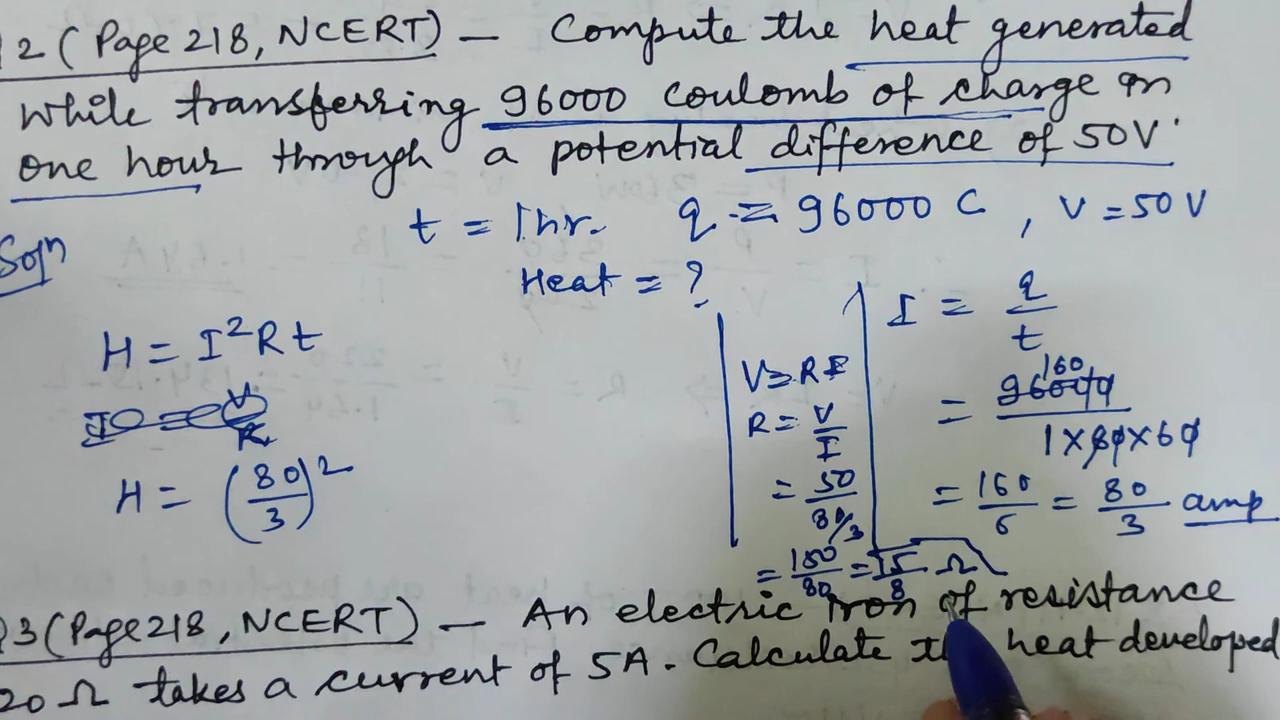 2 (Page 218, NCERT) — Compute the heat generated
while transferring 96000 coulomb of charge in
one hour through a potential difference of 50V.
t = 1 hr. q = 96000 C , V = 50 V
Soln
Heat = ?
H = I²Rt
H = (80/3)²
V = RI
R = V/I
= 50/80/3
= 150/80 = 15/8 Ω
I = q/t
160
= 96000/1×60×60
= 160/6 = 80/3 amp
3 (Page 218, NCERT) — An electric iron of resistance
20 Ω takes a current of 5A. Calculate heat developed